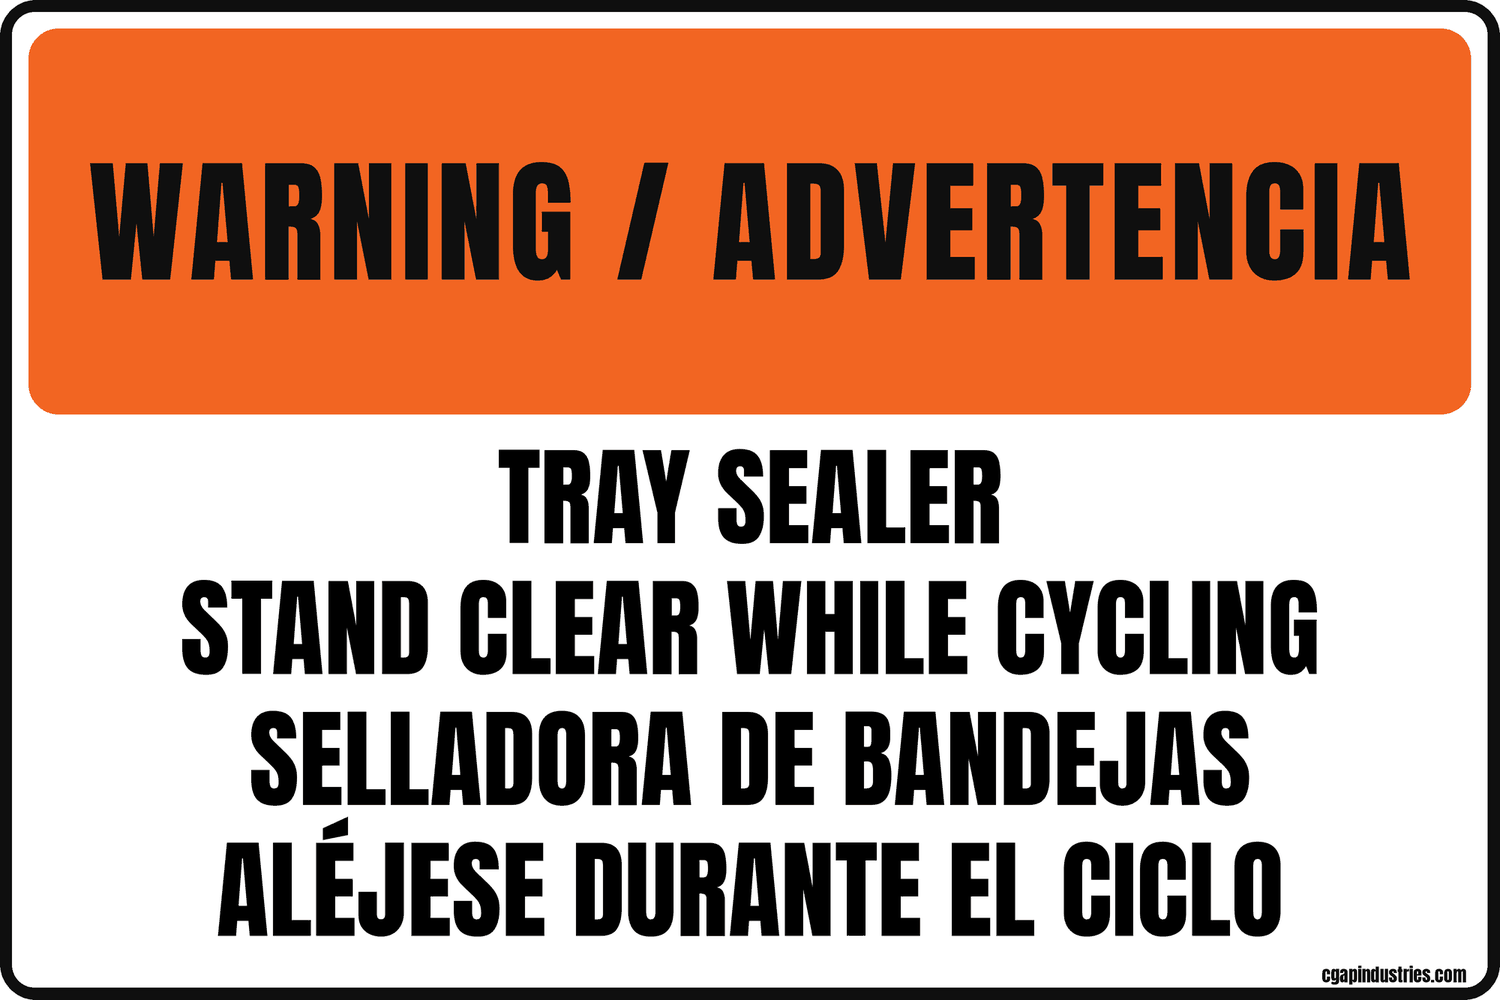 WARNING / ADVERTENCIA
TRAY SEALER
STAND CLEAR WHILE CYCLING
SELLADORA DE BANDEJAS
ALÉJESE DURANTE EL CICLO
cgapindustries.com